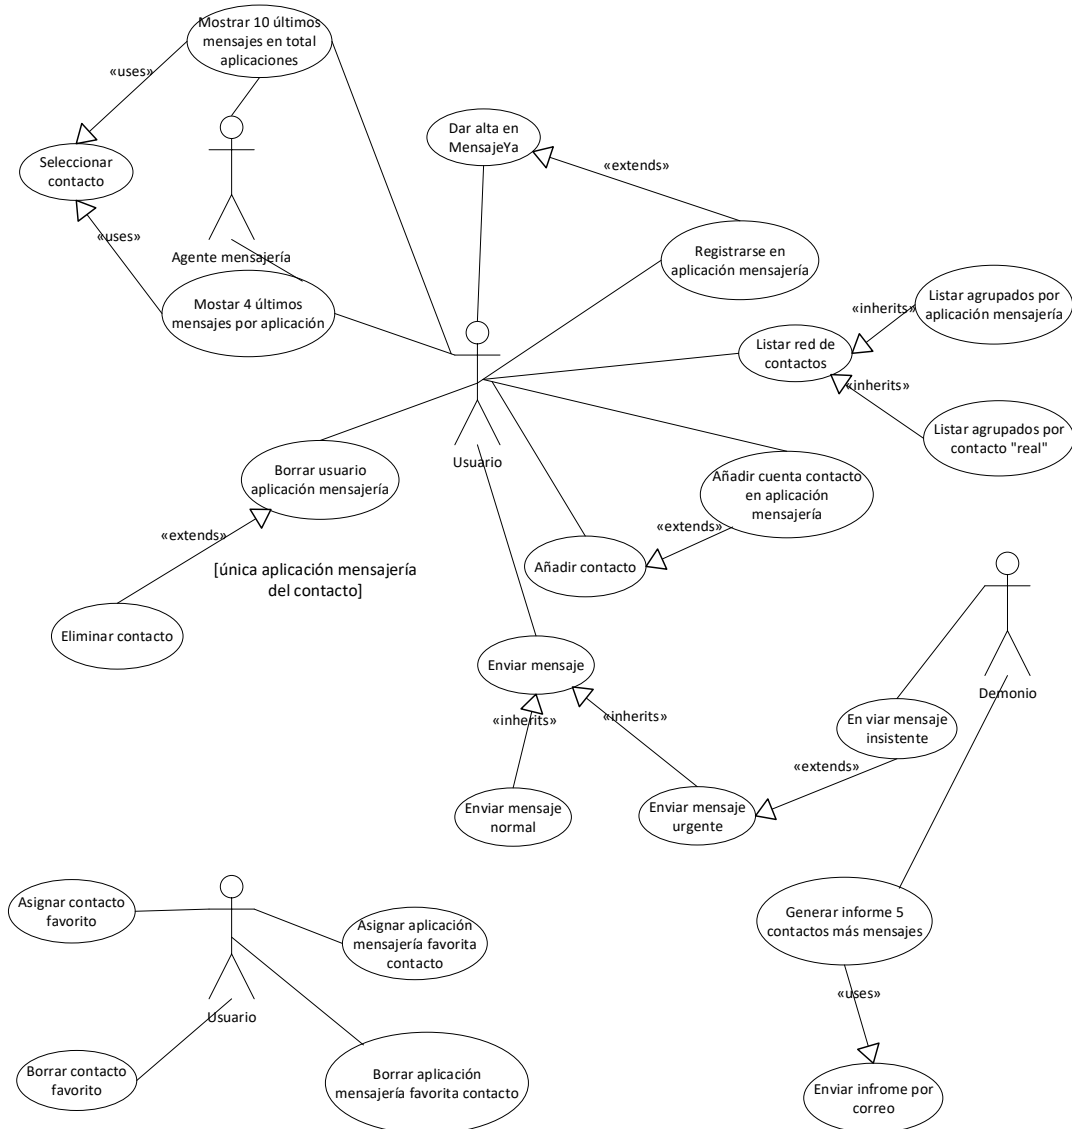 Mostrar 10 últimos
mensajes en total
aplicaciones
«uses»
Seleccionar
contacto
«uses»
Agente mensajería
Mostar 4 últimos
mensajes por aplicación
Dar alta en
MensajeYa
«extends»
Registrarse en
aplicación mensajería
«inherits»
Listar agrupados por
aplicación mensajería
Listar red de
contactos
«inherits»
Listar agrupados por
contacto "real"
Usuario
Borrar usuario
aplicación mensajería
«extends»
[única aplicación mensajería
del contacto]
Eliminar contacto
Añadir cuenta contacto
en aplicación
mensajería
«extends»
Añadir contacto
Enviar mensaje
«inherits»
«inherits»
Enviar mensaje
normal
Enviar mensaje
urgente
Demonio
En viar mensaje
insistente
«extends»
Generar informe 5
contactos más mensajes
«uses»
Enviar infrome por
correo
Asignar contacto
favorito
Asignar aplicación
mensajería favorita
contacto
Usuario
Borrar contacto
favorito
Borrar aplicación
mensajería favorita contacto